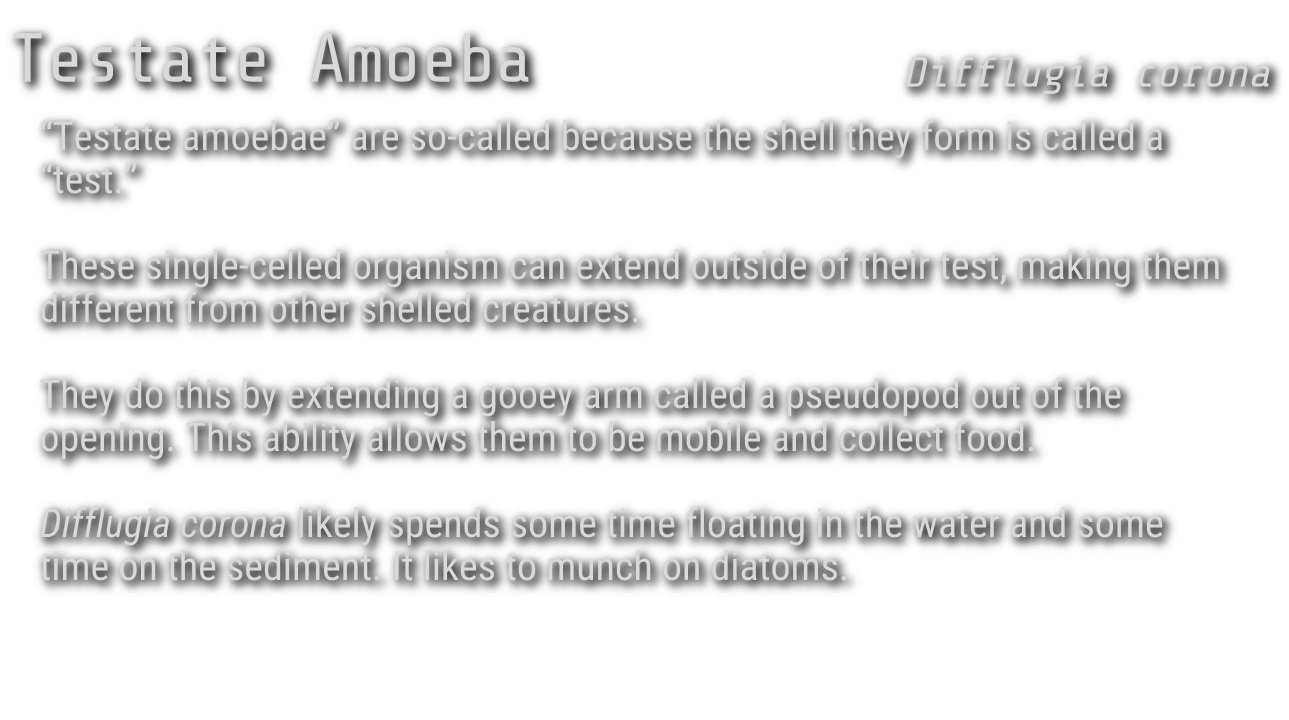 Testate Amoeba
Difflugia corona
“Testate amoebae” are so-called because the shell they form is called a
“test.”
These single-celled organism can extend outside of their test, making them
different from other shelled creatures.
They do this by extending a gooey arm called a pseudopod out of the
opening. This ability allows them to be mobile and collect food.
Difflugia corona likely spends some time floating in the water and some
time on the sediment. It likes to munch on diatoms.